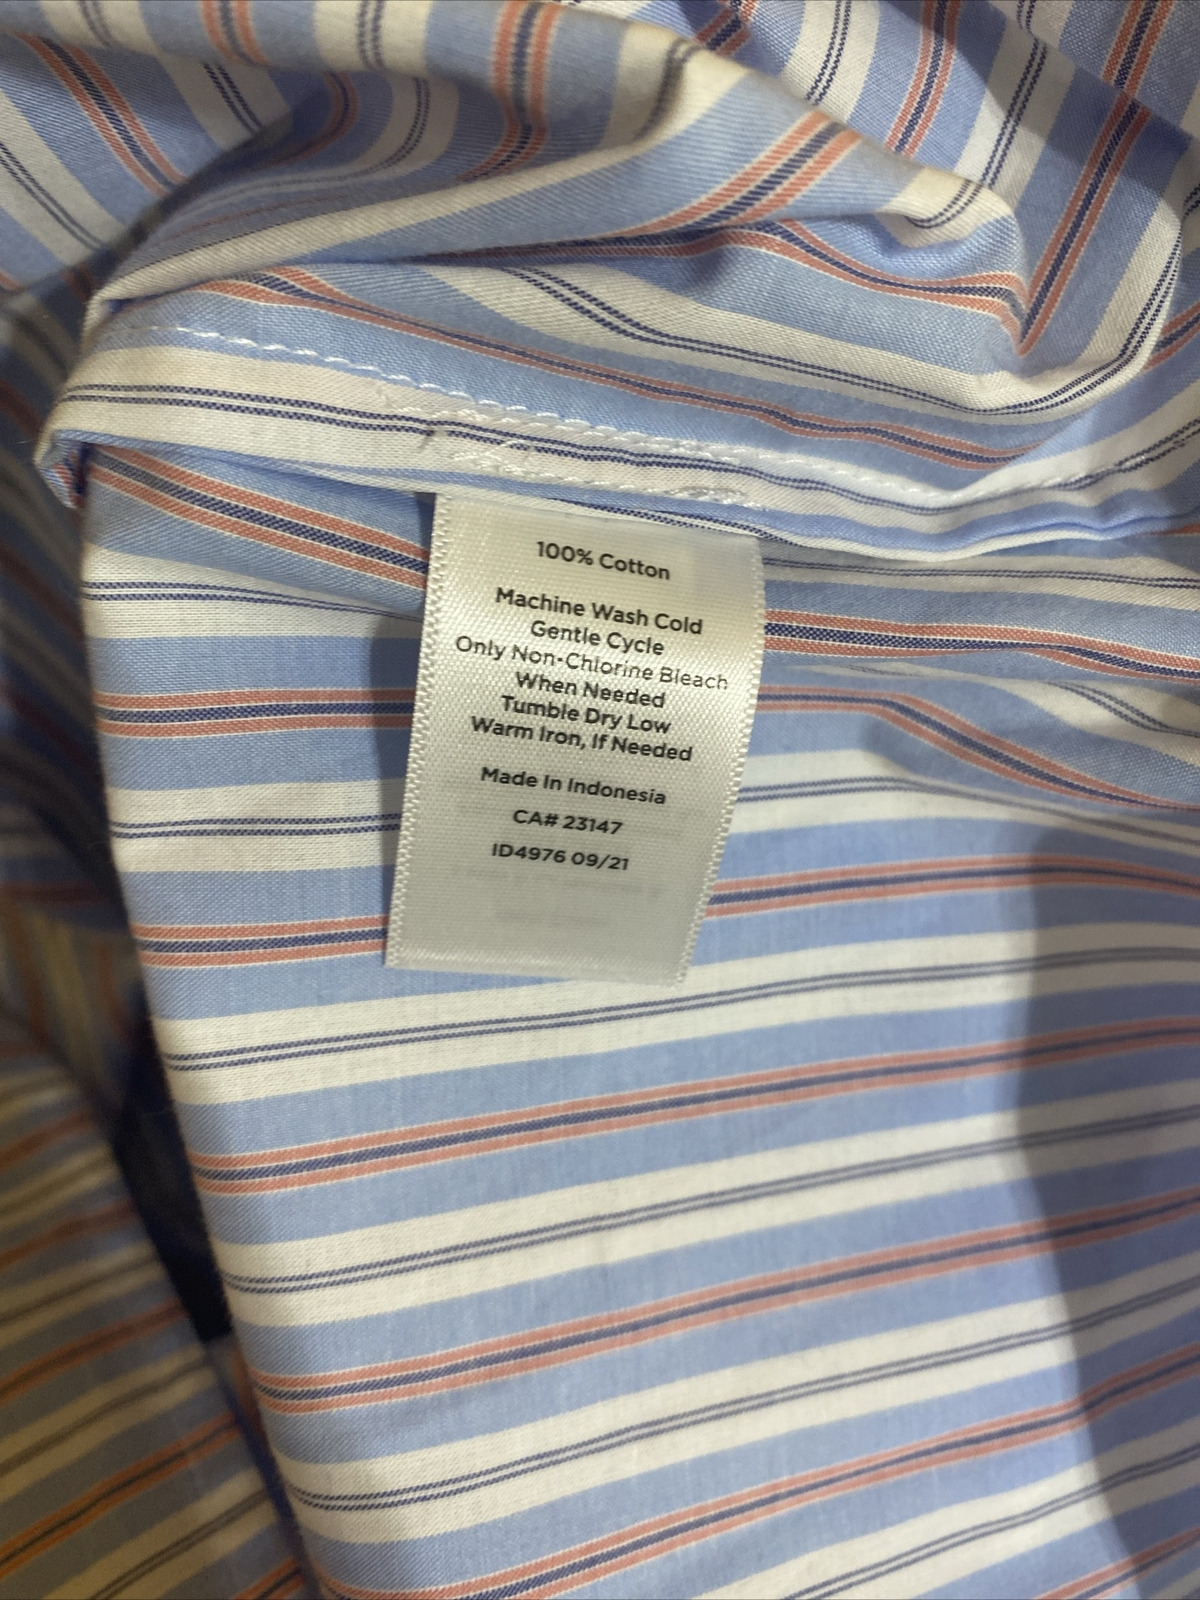 100% Cotton
Machine Wash Cold
Gentle Cycle
Only Non-Chlorine Bleach
When Needed
Tumble Dry Low
Warm Iron, If Needed
Made In Indonesia
CA# 23147
ID4976 09/21